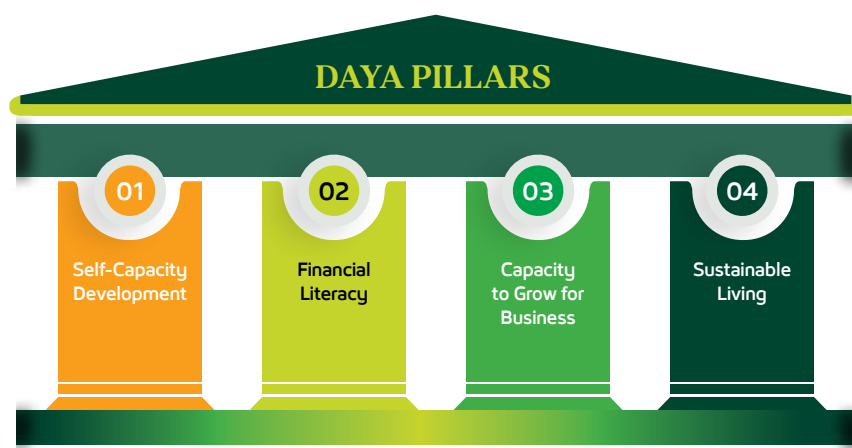 DAYA PILLARS
01
Self-Capacity
Development
02
Financial
Literacy
03
Capacity
to Grow for
Business
04
Sustainable
Living